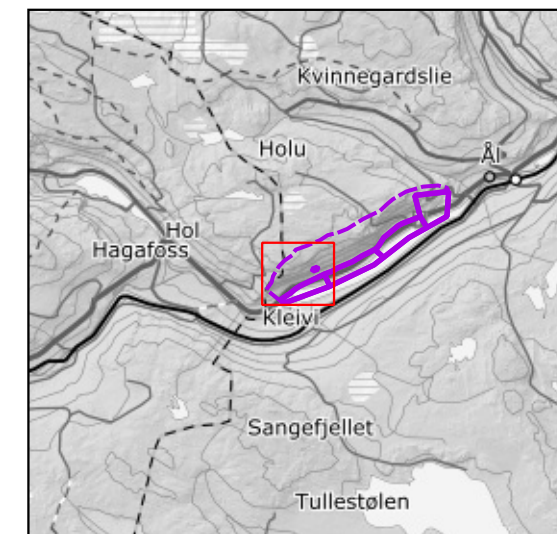 Kvinnegardslie
Holu
Ål
Hol
Hagafoss
Kleivi
Sangefjellet
Tullestølen